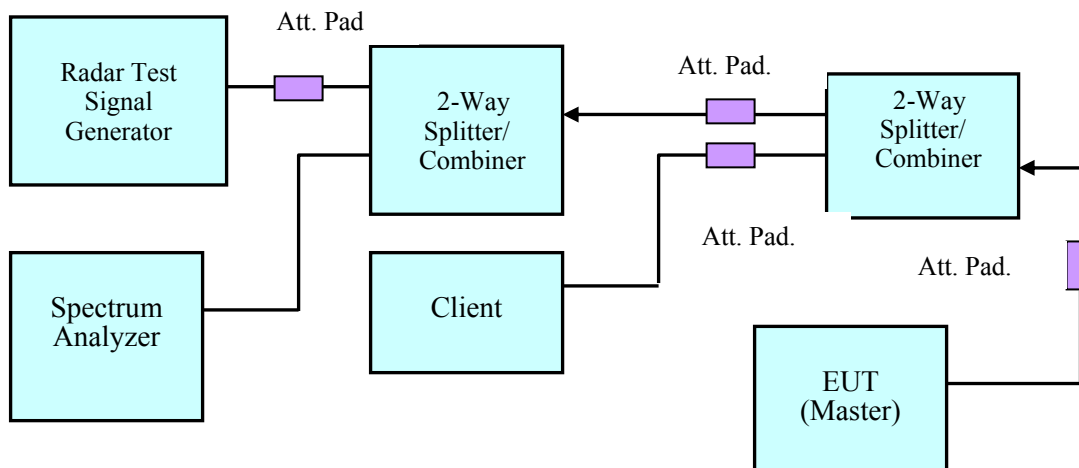 Att. Pad
Radar Test
Signal
Generator
2-Way
Splitter/
Combiner
Att. Pad.
2-Way
Splitter/
Combiner
Att. Pad.
Att. Pad.
Spectrum
Analyzer
Client
EUT
(Master)